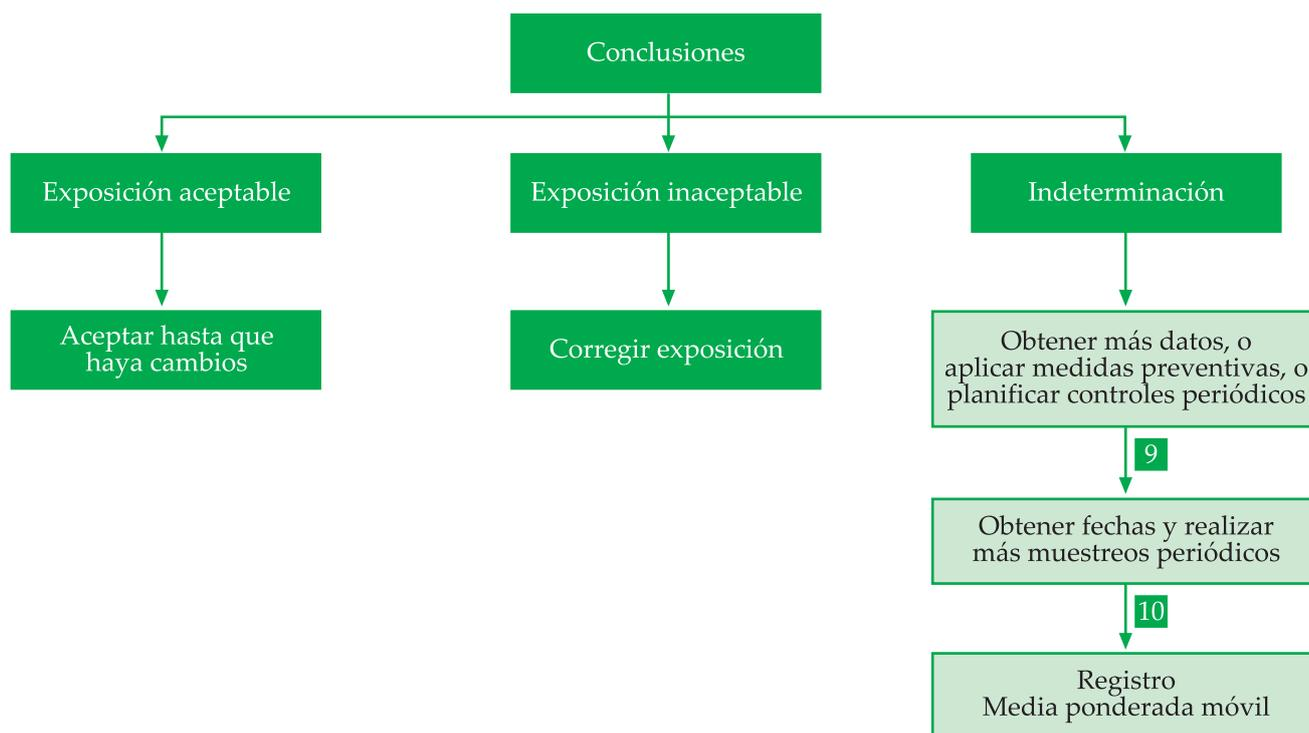 Conclusiones
Exposición aceptable
Exposición inaceptable
Indeterminación
Aceptar hasta que
haya cambios
Corregir exposición
Obtener más datos, o
aplicar medidas preventivas, o
planificar controles periódicos
9
Obtener fechas y realizar
más muestreos periódicos
10
Registro
Media ponderada móvil